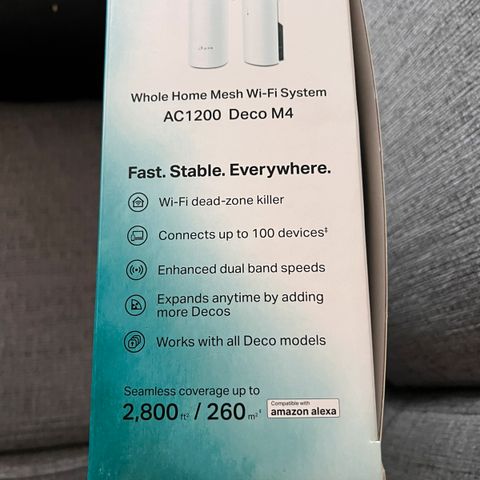 Whole Home Mesh Wi-Fi System
AC1200 Deco M4
Fast. Stable. Everywhere.
Wi-Fi dead-zone killer
Connects up to 100 devices‡
Enhanced dual band speeds
Expands anytime by adding
more Decos
Works with all Deco models
Seamless coverage up to
2,800 ft² / 260 m²
Compatible with
amazon alexa